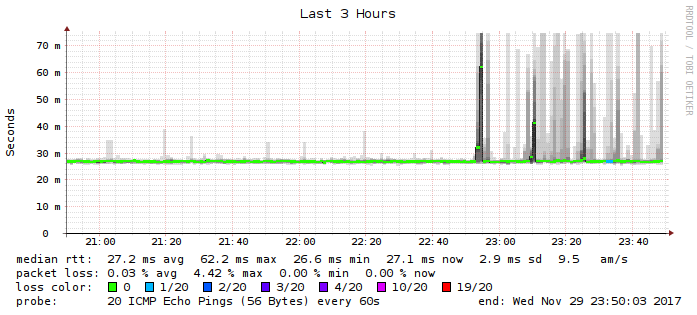 Last 3 Hours
RRDTOOL / TOBI OETIKER
Seconds
70 m
60 m
50 m
40 m
30 m
20 m
10 m
0
21:00 21:20 21:40 22:00 22:20 22:40 23:00 23:20 23:40
median rtt: 27.2 ms avg 62.2 ms max 26.6 ms min 27.1 ms now 2.9 ms sd 9.5 am/s
packet loss: 0.03 % avg 4.42 % max 0.00 % min 0.00 % now
loss color: 0 1/20 2/20 3/20 4/20 10/20 19/20
probe: 20 ICMP Echo Pings (56 Bytes) every 60s end: Wed Nov 29 23:50:03 2017